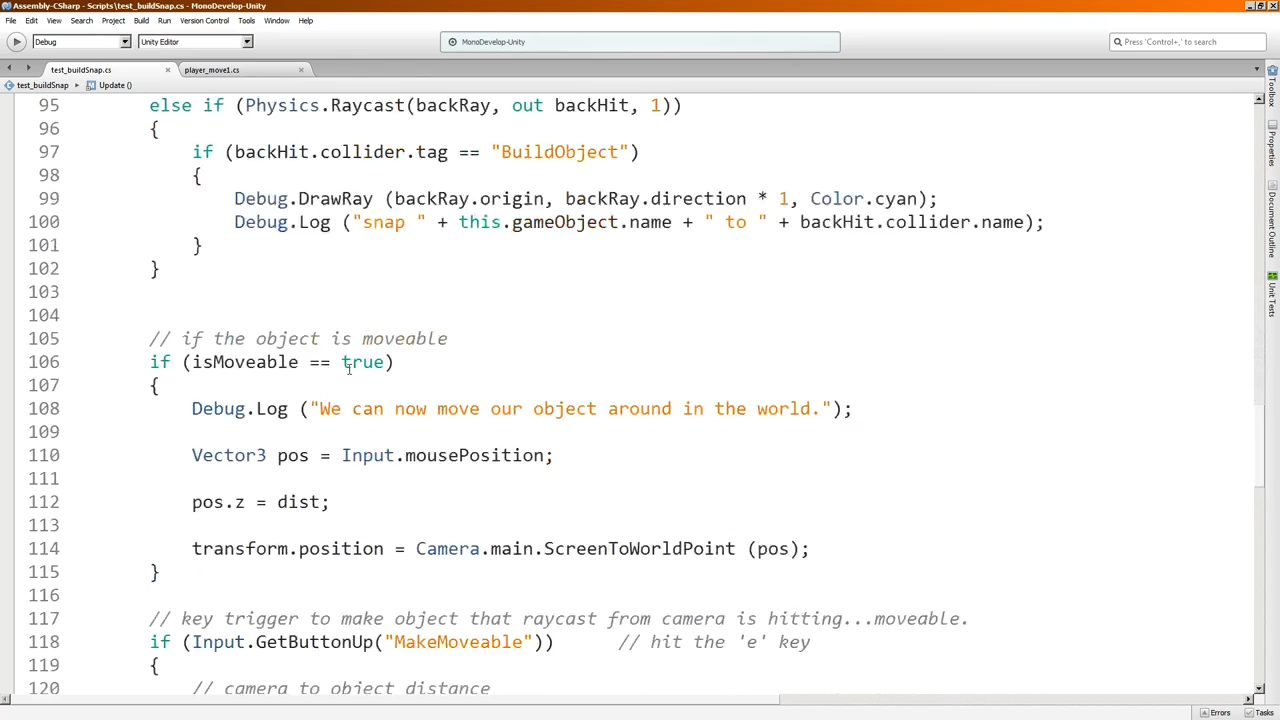 Assembly-CSharp - Scripts\test_buildSnap.cs - MonoDevelop-Unity
File Edit View Search Project Build Run Version Control Tools Window Help
Debug Unity Editor MonoDevelop-Unity Press 'Control+,' to search
test_buildSnap.cs player_move1.cs
test_buildSnap Update ()
95 else if (Physics.Raycast(backRay, out backHit, 1))
96 {
97 if (backHit.collider.tag == "BuildObject")
98 {
99 Debug.DrawRay (backRay.origin, backRay.direction * 1, Color.cyan);
100 Debug.Log ("snap " + this.gameObject.name + " to " + backHit.collider.name);
101 }
102 }
103
104
105 // if the object is moveable
106 if (isMoveable == true)
107 {
108 Debug.Log ("We can now move our object around in the world.");
109
110 Vector3 pos = Input.mousePosition;
111
112 pos.z = dist;
113
114 transform.position = Camera.main.ScreenToWorldPoint (pos);
115 }
116
117 // key trigger to make object that raycast from camera is hitting...moveable.
118 if (Input.GetButtonUp("MakeMoveable")) // hit the 'e' key
119 {
120 // camera to object distance
Toolbox
Properties
Document Outline
Unit Tests
Errors Tasks